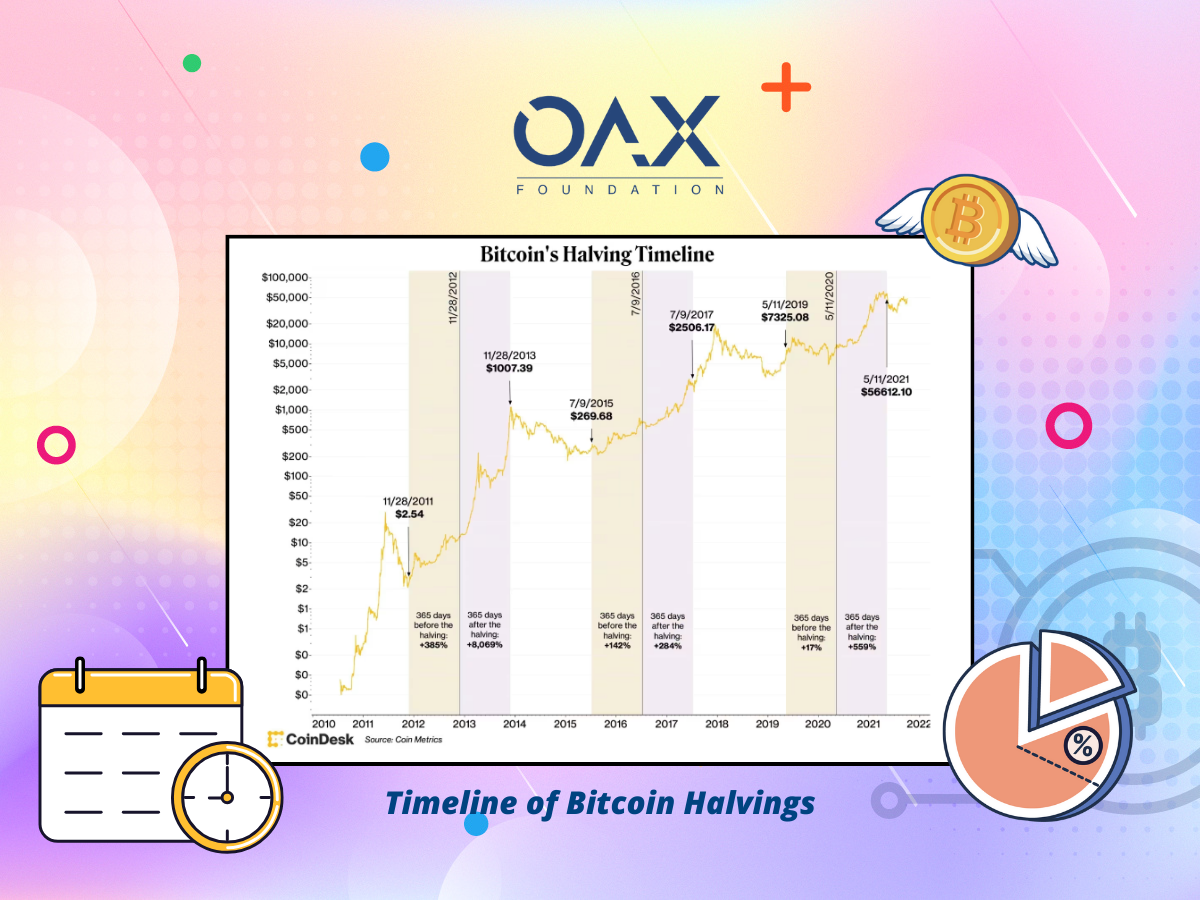 OAX
FOUNDATION
Bitcoin's Halving Timeline
$100,000
$50,000
$20,000
$10,000
$5,000
$2,000
$1,000
$500
$200
$100
$50
$20
$10
$5
$2
$1
$1
$0
$0
$0
11/28/2012
7/9/2016
5/11/2020
11/28/2011
$2.54
11/28/2013
$1007.39
7/9/2015
$269.68
7/9/2017
$2506.17
5/11/2019
$7325.08
5/11/2021
$56612.10
365 days
before the
halving:
+385%
365 days
after the
halving:
+8,069%
365 days
before the
halving:
+142%
365 days
after the
halving:
+284%
365 days
before the
halving:
+17%
365 days
after the
halving:
+559%
2010 2011 2012 2013 2014 2015 2016 2017 2018 2019 2020 2021 2022
CoinDesk Source: Coin Metrics
%
Timeline of Bitcoin Halvings